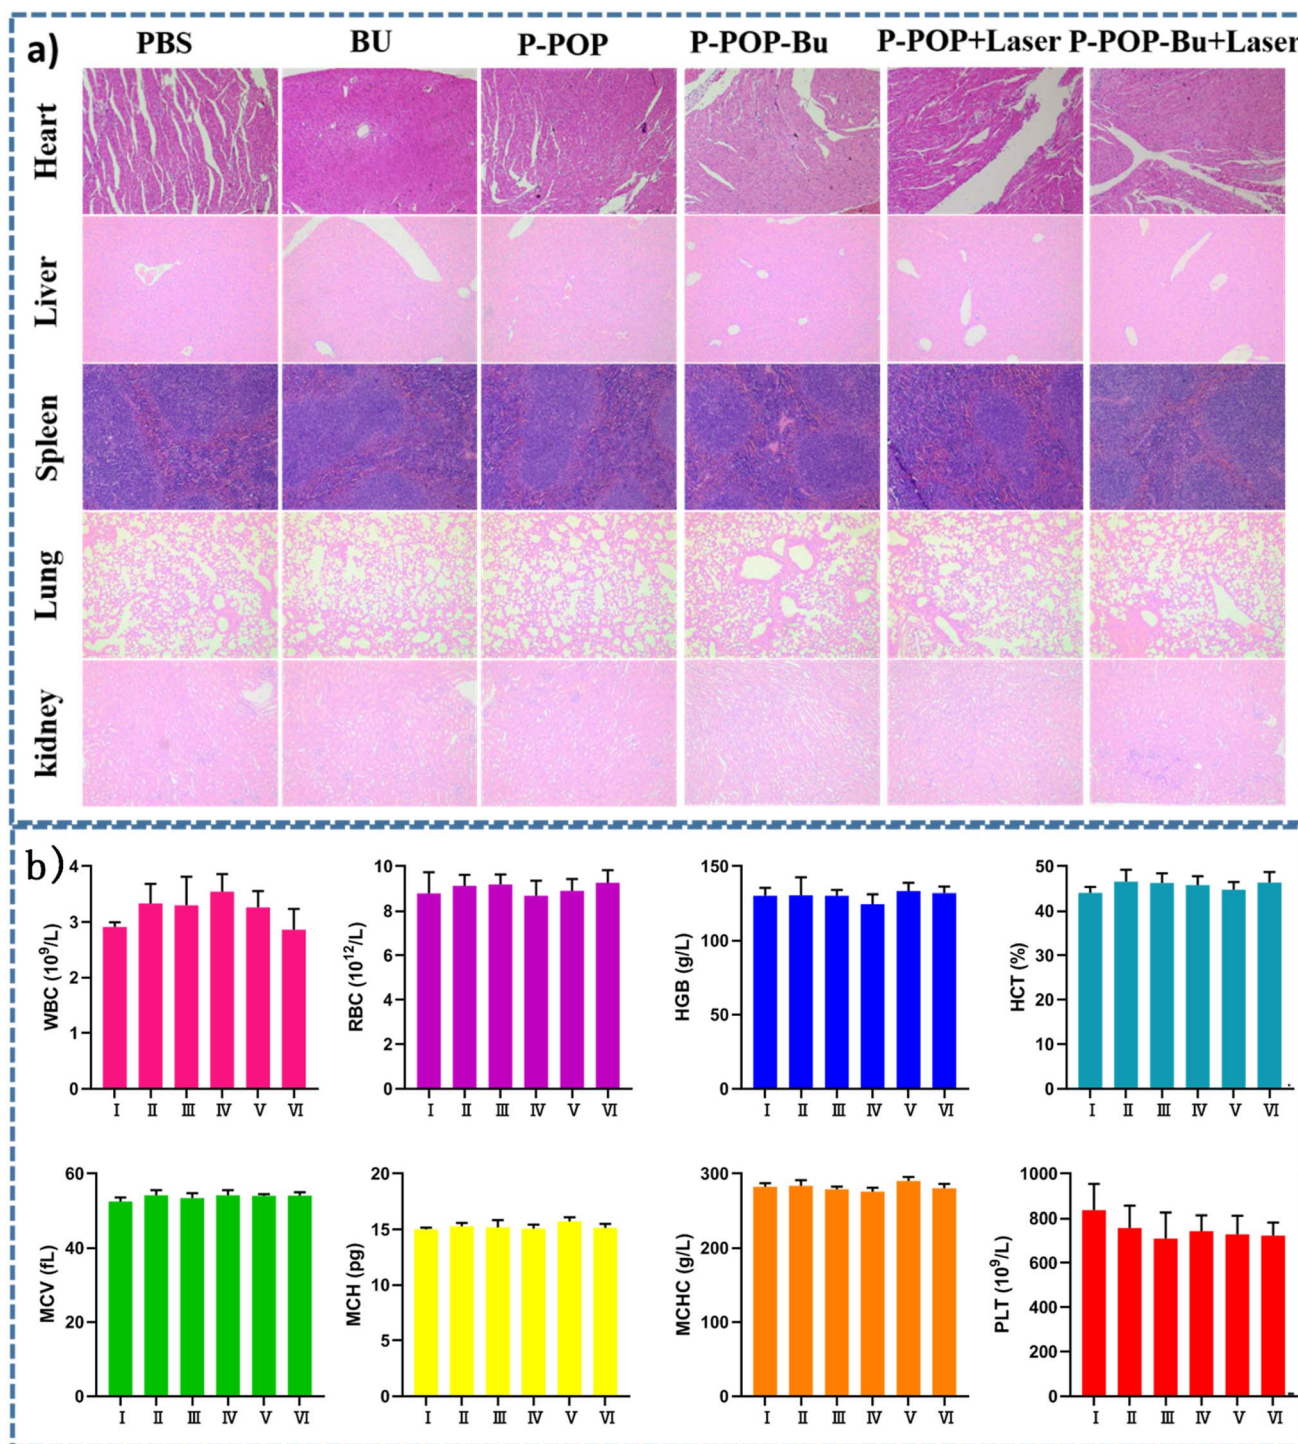 a) PBS BU P-POP P-POP-Bu P-POP+Laser P-POP-Bu+Laser
Heart
Liver
Spleen
Lung
kidney
b)
WBC (10⁹/L)
4
3
2
1
0
I II III IV V VI
RBC (10¹²/L)
10
8
6
4
2
0
I II III IV V VI
HGB (g/L)
150
100
50
0
I II III IV V VI
HCT (%)
50
40
30
20
10
0
I II III IV V VI
MCV (fL)
60
40
20
0
I II III IV V VI
MCH (pg)
20
15
10
5
0
I II III IV V VI
MCHC (g/L)
300
200
100
0
I II III IV V VI
PLT (10⁹/L)
1000
800
600
400
200
0
I II III IV V VI